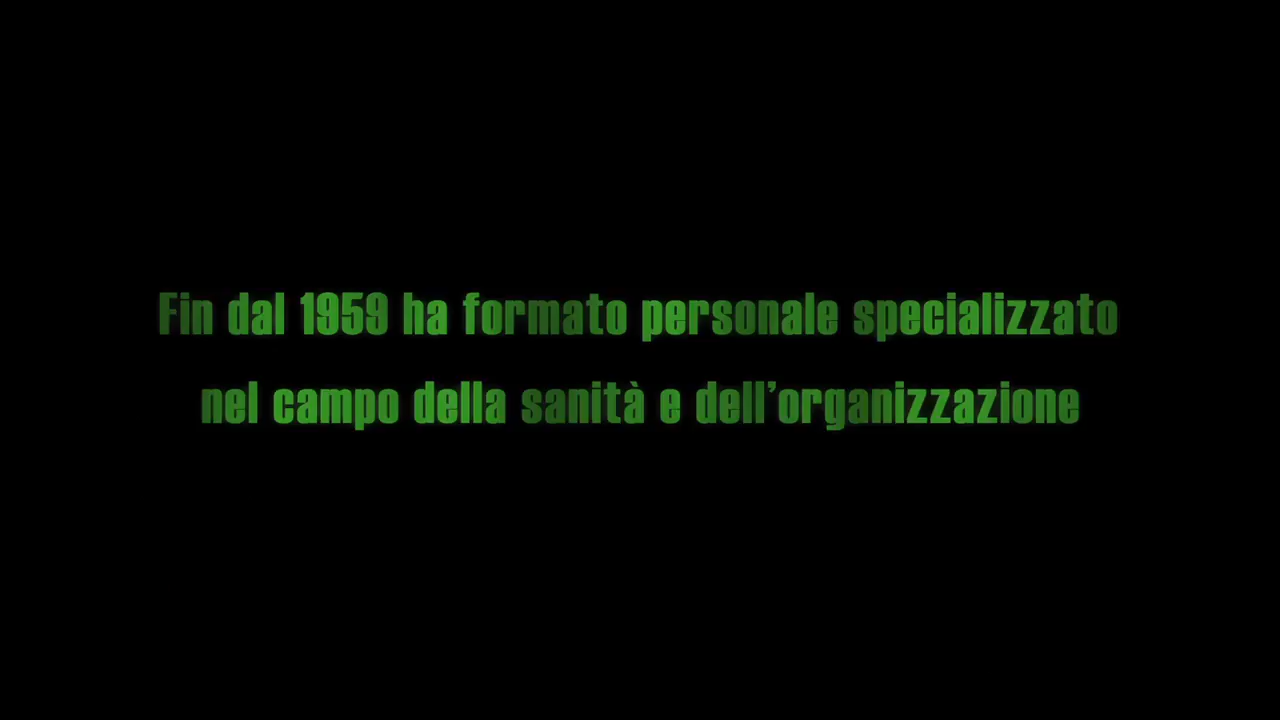 Fin dal 1959 ha formato personale specializzato
nel campo della sanità e dell'organizzazione